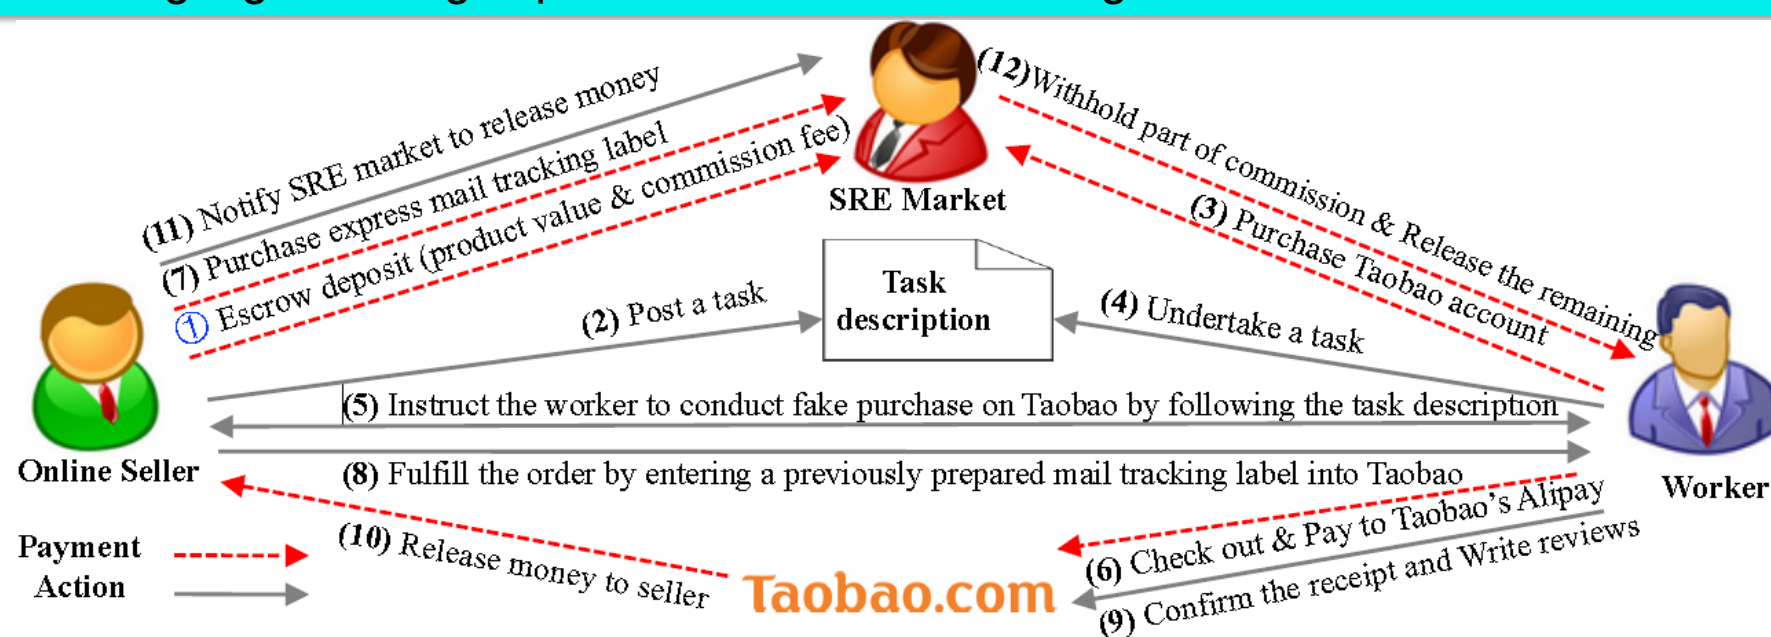 (11) Notify SRE market to release money
(7) Purchase express mail tracking label
① Escrow deposit (product value & commission fee)
(12)Withhold part of commission & Release the remaining
(3) Purchase Taobao account
SRE Market
Task
description
(2) Post a task
(4) Undertake a task
(5) Instruct the worker to conduct fake purchase on Taobao by following the task description
Online Seller
(8) Fulfill the order by entering a previously prepared mail tracking label into Taobao
Worker
(6) Check out & Pay to Taobao's Alipay
(9) Confirm the receipt and Write reviews
(10) Release money to seller
Taobao.com
Payment
Action